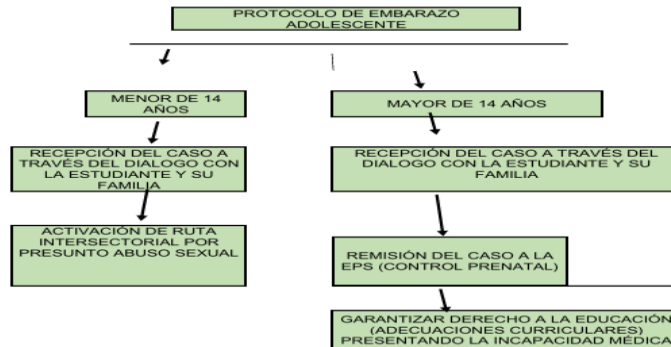 PROTOCOLO DE EMBARAZO
ADOLESCENTE
MENOR DE 14
AÑOS
MAYOR DE 14 AÑOS
RECEPCIÓN DEL CASO A
TRAVÉS DEL DIALOGO CON
LA ESTUDIANTE Y SU
FAMILIA
RECEPCIÓN DEL CASO A TRAVÉS DEL
DIALOGO CON LA ESTUDIANTE Y SU
FAMILIA
ACTIVACIÓN DE RUTA
INTERSECTORIAL POR
PRESUNTO ABUSO SEXUAL
REMISIÓN DEL CASO A LA
EPS (CONTROL PRENATAL)
GARANTIZAR DERECHO A LA EDUCACIÓN
(ADECUACIONES CURRICULARES)
PRESENTANDO LA INCAPACIDAD MÉDICA